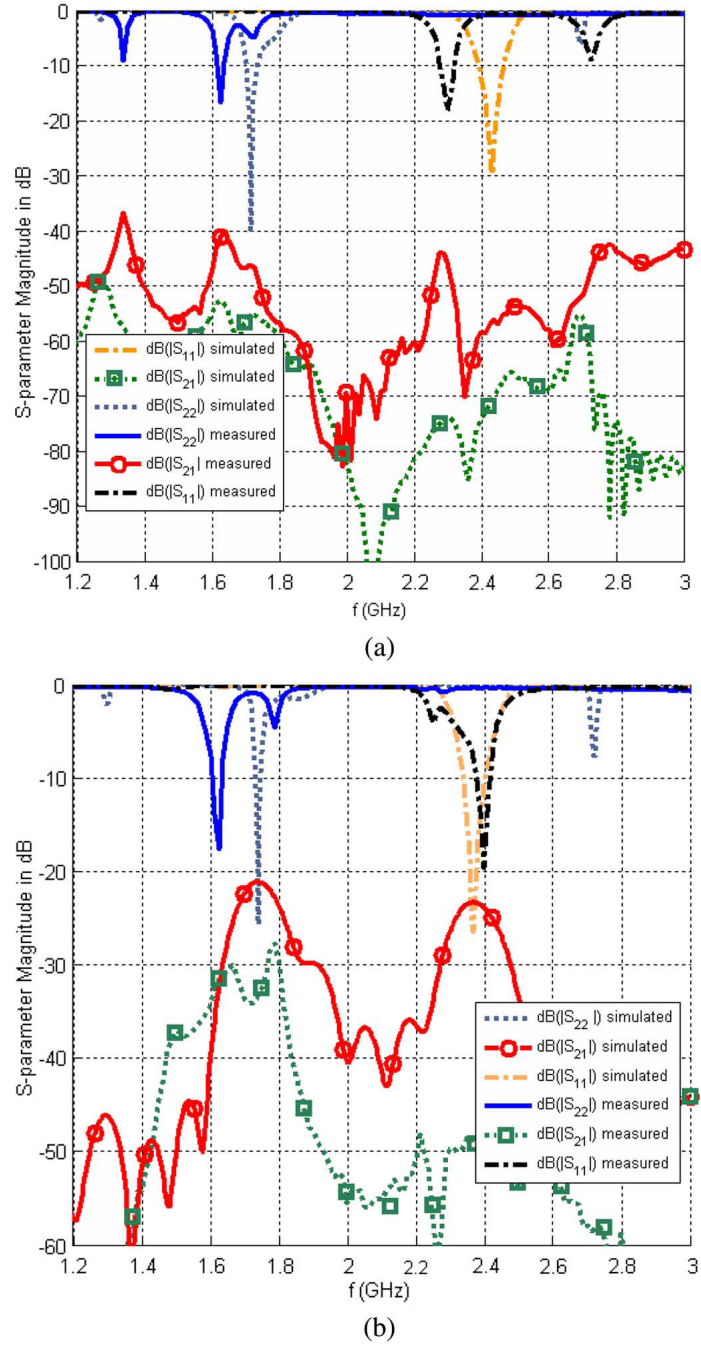 0
-10
-20
-30
-40
-50
-60
-70
-80
-90
-100
S-parameter Magnitude in dB
dB(|S11|) simulated
dB(|S21|) simulated
dB(|S22|) simulated
dB(|S22|) measured
dB(|S21| measured
dB(|S11|) measured
1.2 1.4 1.6 1.8 2 2.2 2.4 2.6 2.8 3
f (GHz)
(a)
0
-10
-20
-30
-40
-50
-60
S-parameter Magnitude in dB
dB(|S22 |) simulated
dB(|S21|) simulated
dB(|S11|) simulated
dB(|S22|) measured
dB(|S21|) measured
dB(|S11|) measured
1.2 1.4 1.6 1.8 2 2.2 2.4 2.6 2.8 3
f (GHz)
(b)